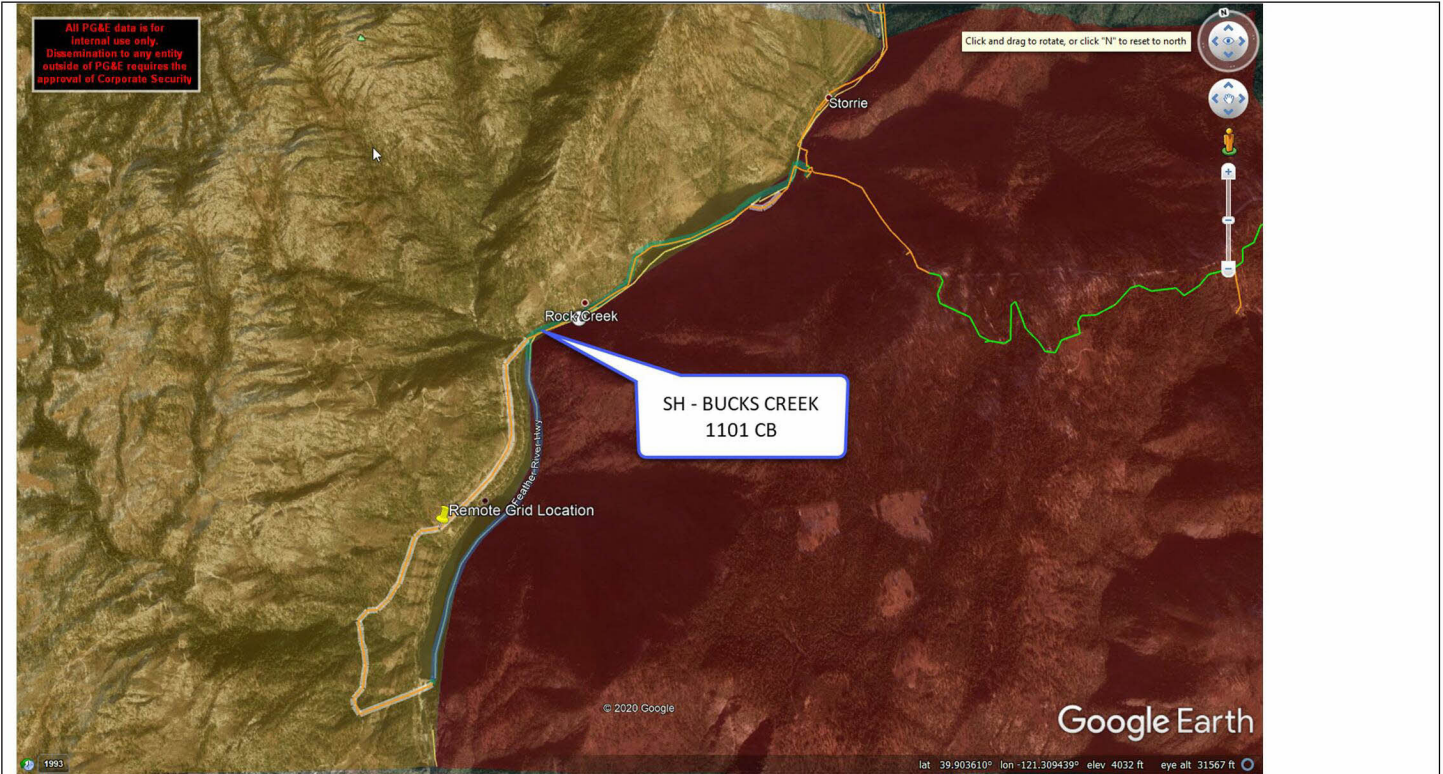 All PG&E data is for
internal use only.
Dissemination to any entity
outside of PG&E requires the
approval of Corporate Security
Click and drag to rotate, or click "N" to reset to north
N
Storrie
Rock Creek
SH - BUCKS CREEK
1101 CB
Feather River Hwy
Remote Grid Location
© 2020 Google
Google Earth
1993
lat 39.903610° lon -121.309439° elev 4032 ft eye alt 31567 ft